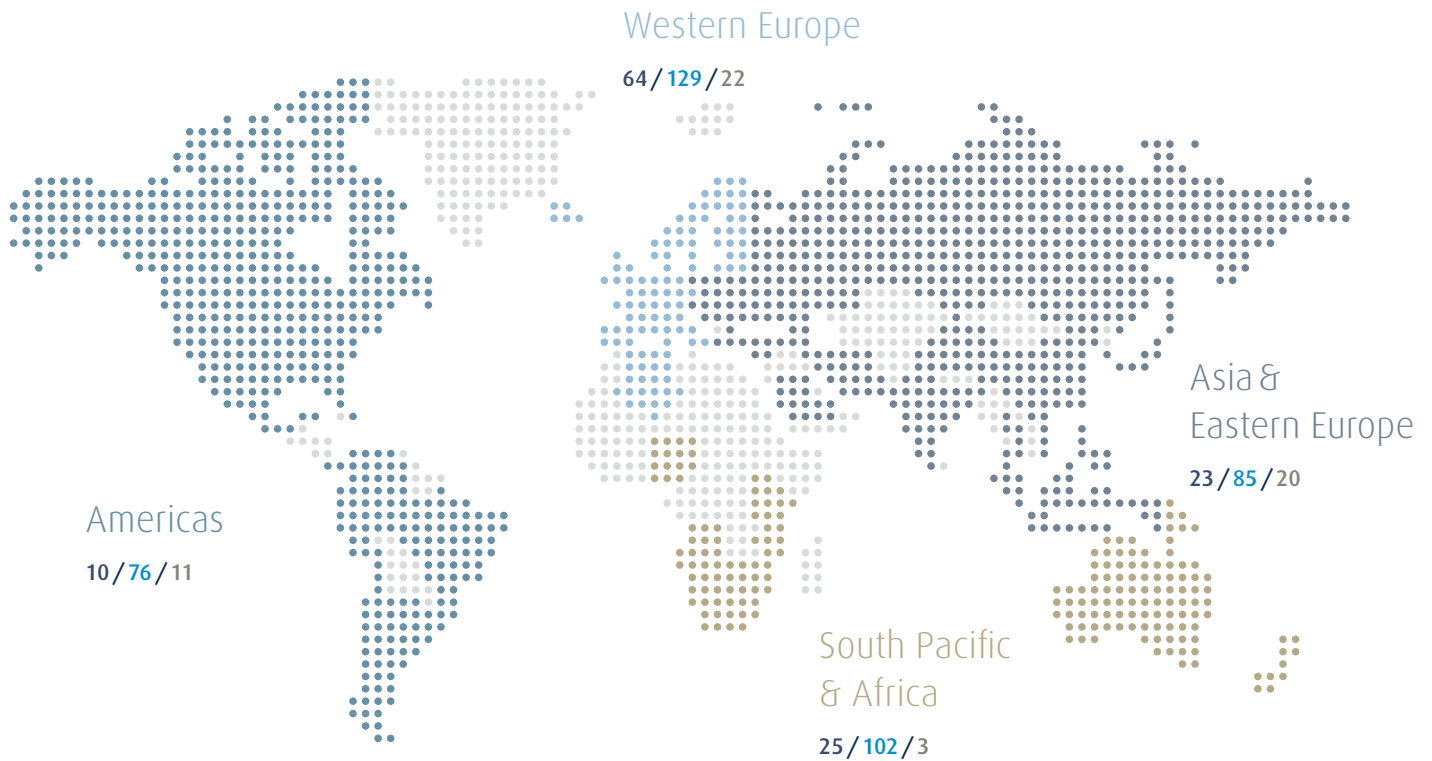 Western Europe
64/129/22
Asia &
Eastern Europe
23/85/20
Americas
10/76/11
South Pacific
& Africa
25/102/3